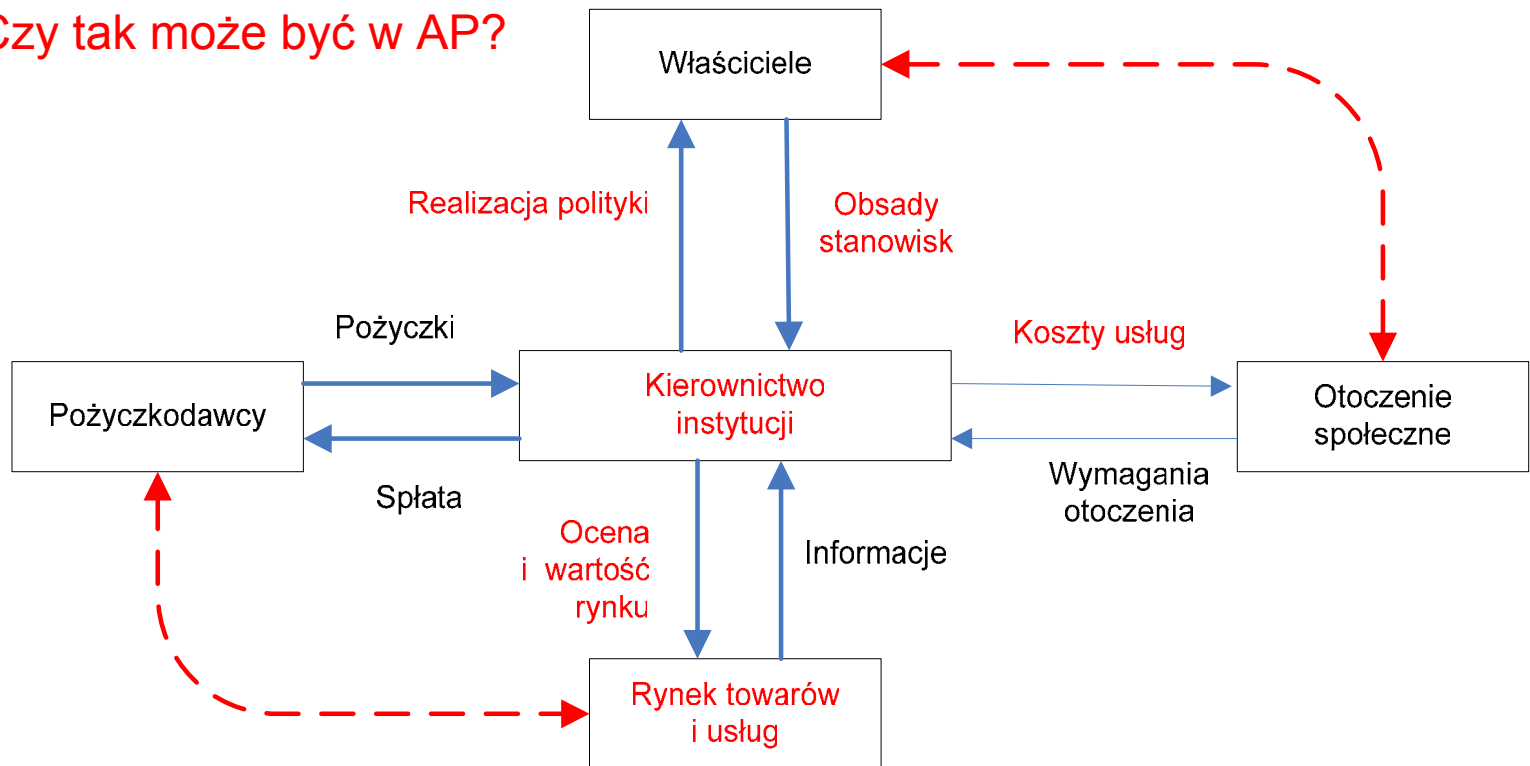 Czy tak może być w AP?
Właściciele
Realizacja polityki
Obsady
stanowisk
Pożyczki
Koszty usług
Pożyczkodawcy
Kierownictwo
instytucji
Otoczenie
społeczne
Spłata
Wymagania
otoczenia
Ocena
i wartość
rynku
Informacje
Rynek towarów
i usług